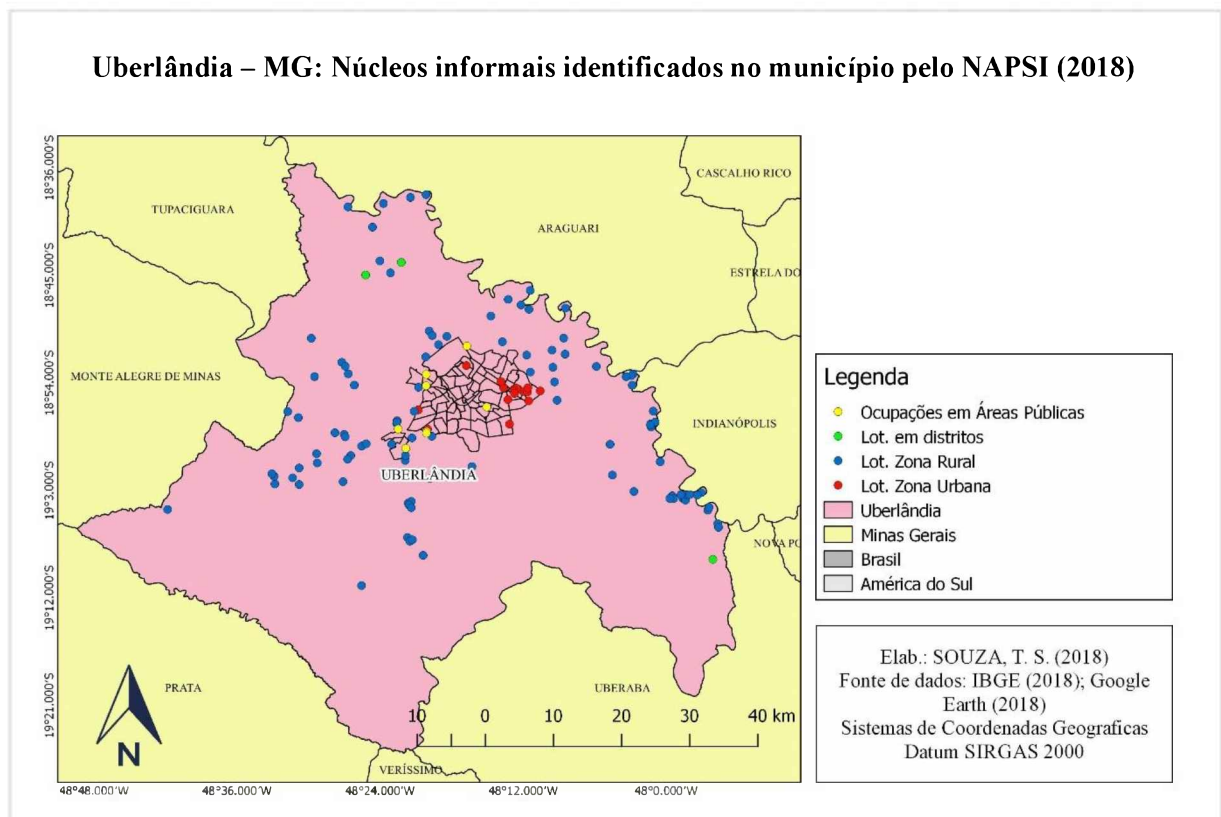 Uberlândia – MG: Núcleos informais identificados no município pelo NAPSI (2018)
18°36.000'S
18°45.000'S
18°54.000'S
19°3.000'S
19°12.000'S
19°21.000'S
CASCALHO RICO
TUPACIGUARA
ARAGUARI
ESTRELA DO
MONTE ALEGRE DE MINAS
INDIANÓPOLIS
UBERLÂNDIA
NOVA PO
PRATA
UBERABA
10 0 10 20 30 40 km
N
VERÍSSIMO
48°48.000'W 48°36.000'W 48°24.000'W 48°12.000'W 48°0.000'W
Legenda
Ocupações em Áreas Públicas
Lot. em distritos
Lot. Zona Rural
Lot. Zona Urbana
Uberlândia
Minas Gerais
Brasil
América do Sul
Elab.: SOUZA, T. S. (2018)
Fonte de dados: IBGE (2018); Google
Earth (2018)
Sistemas de Coordenadas Geograficas
Datum SIRGAS 2000